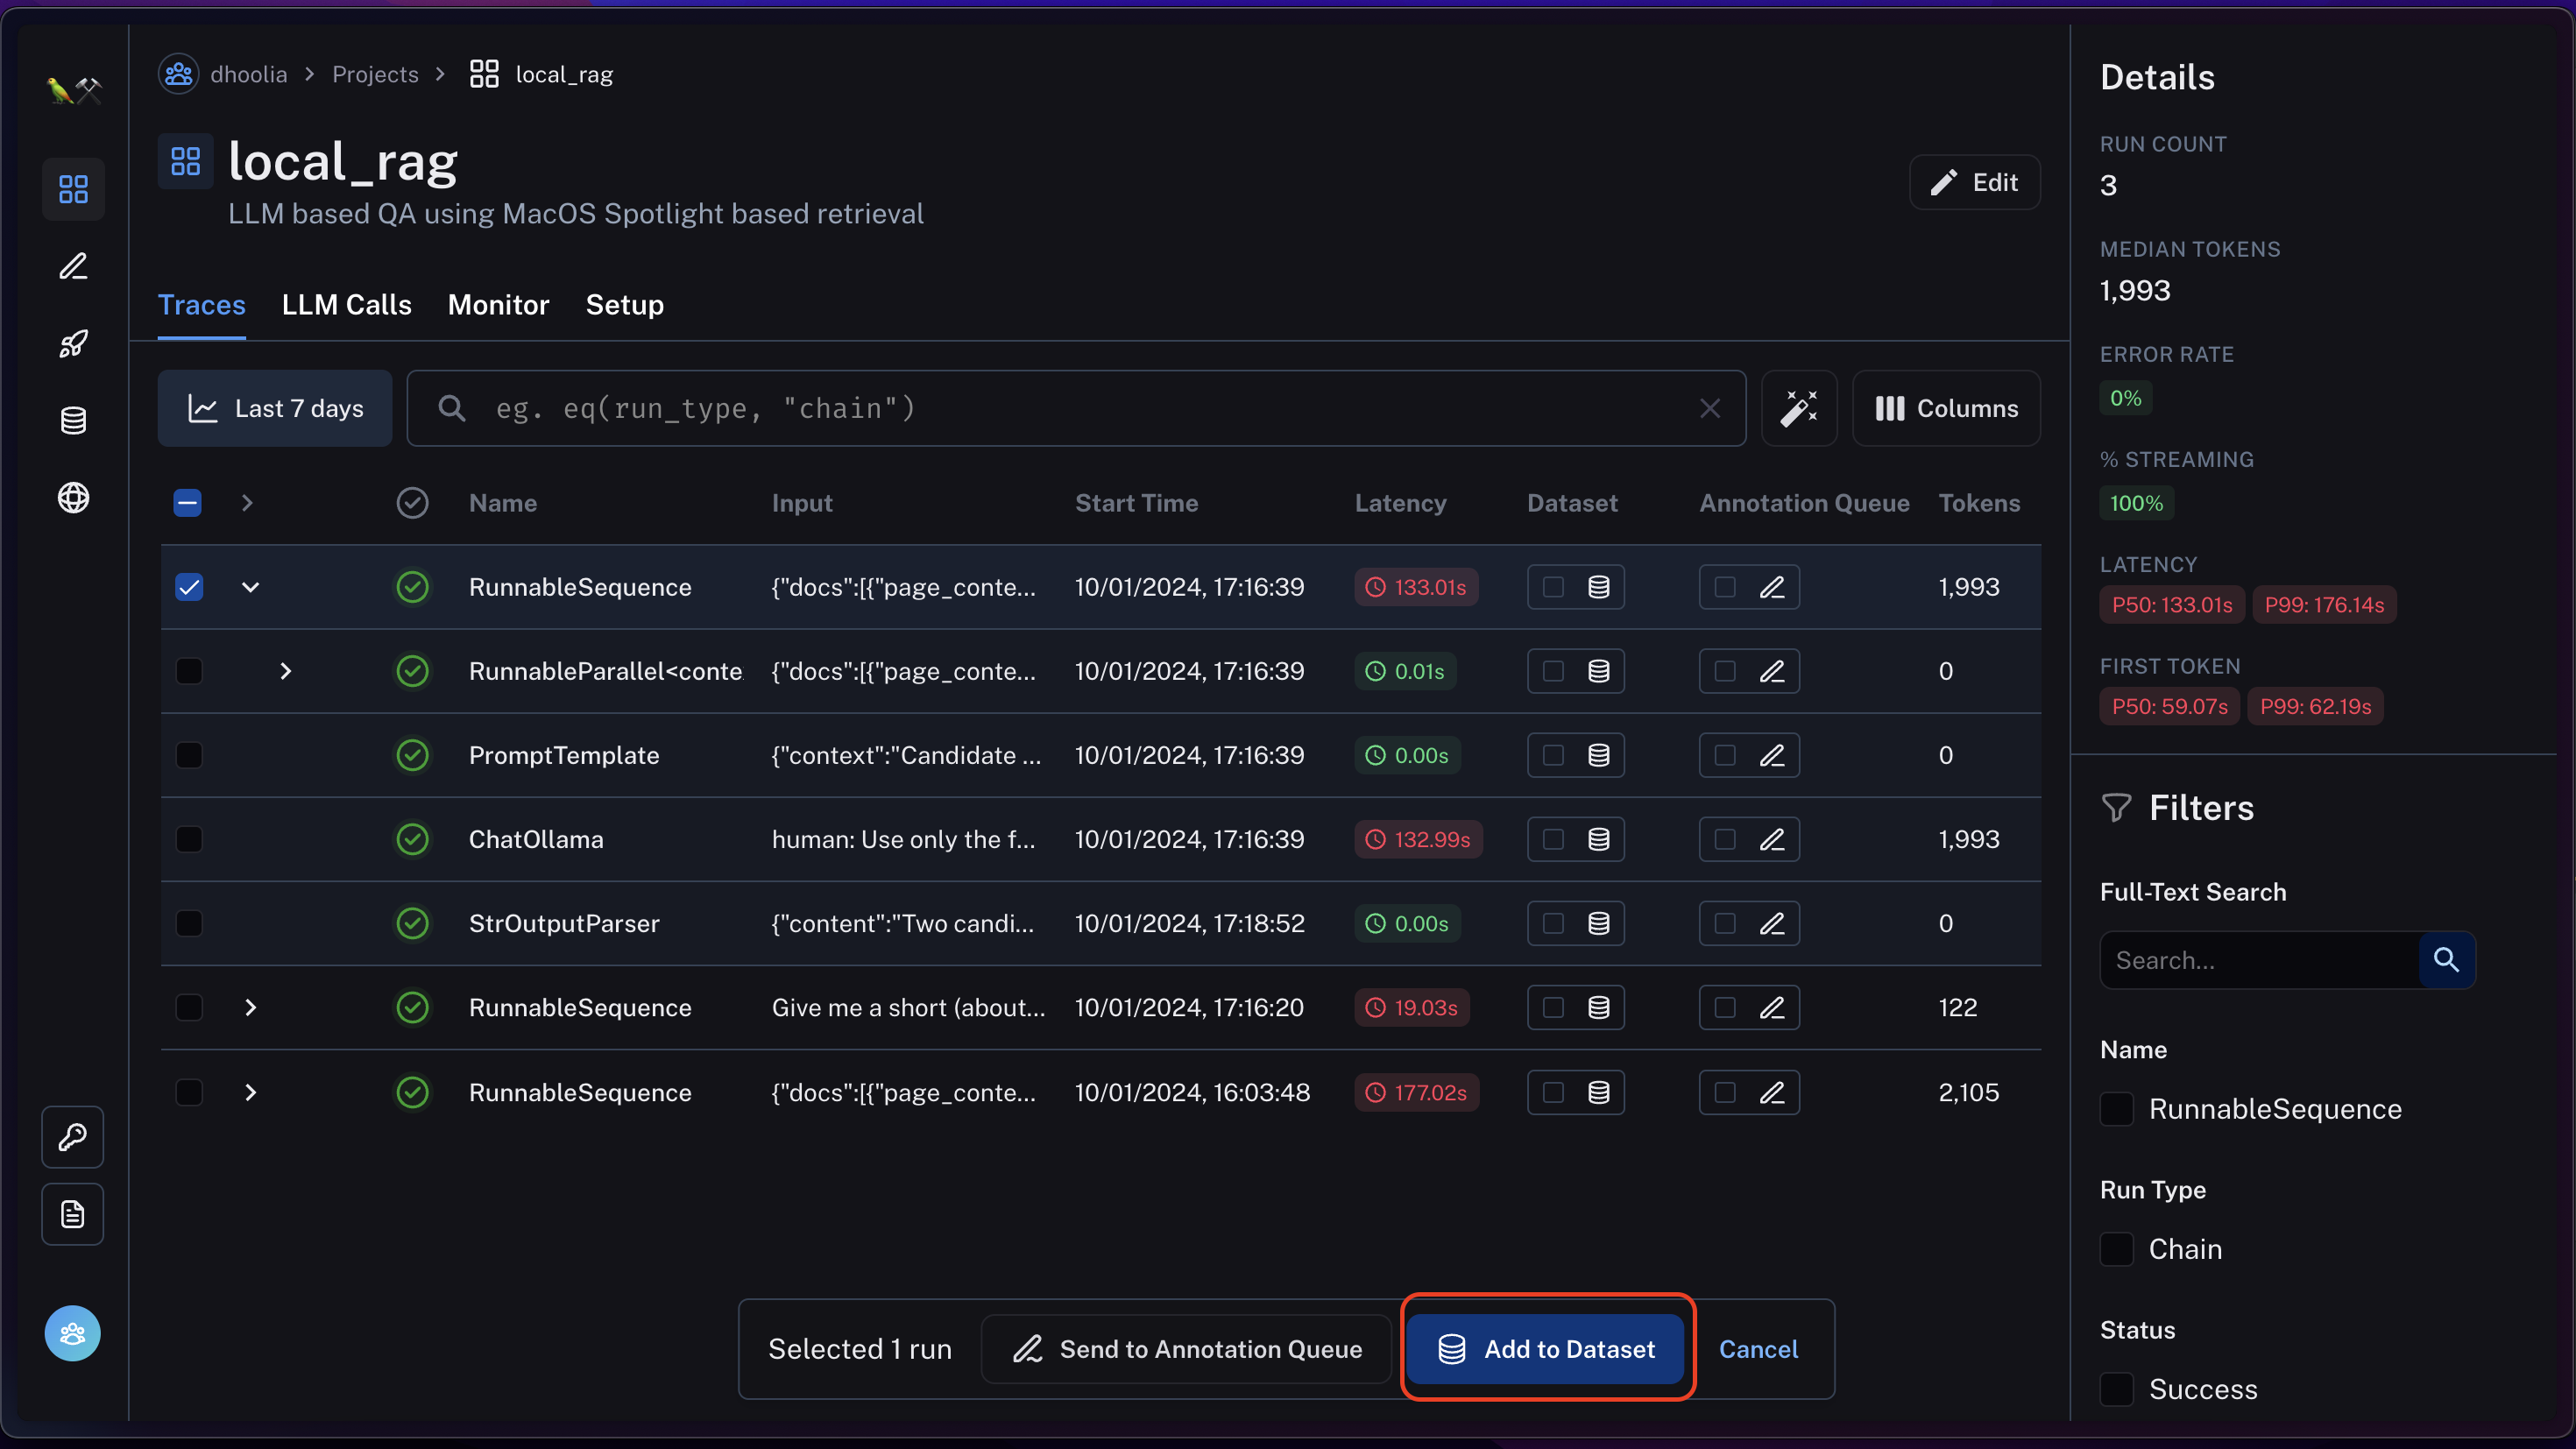 dhoolia > Projects > local_rag
local_rag
LLM based QA using MacOS Spotlight based retrieval
Edit
Traces LLM Calls Monitor Setup
Last 7 days eg. eq(run_type, "chain") Columns
Name Input Start Time Latency Dataset Annotation Queue Tokens
RunnableSequence {"docs":[{"page_conte... 10/01/2024, 17:16:39 133.01s 1,993
RunnableParallel<conte {"docs":[{"page_conte... 10/01/2024, 17:16:39 0.01s 0
PromptTemplate {"context":"Candidate ... 10/01/2024, 17:16:39 0.00s 0
ChatOllama human: Use only the f... 10/01/2024, 17:16:39 132.99s 1,993
StrOutputParser {"content":"Two candi... 10/01/2024, 17:18:52 0.00s 0
RunnableSequence Give me a short (about... 10/01/2024, 17:16:20 19.03s 122
RunnableSequence {"docs":[{"page_conte... 10/01/2024, 16:03:48 177.02s 2,105
Selected 1 run Send to Annotation Queue Add to Dataset Cancel
Details
RUN COUNT
3
MEDIAN TOKENS
1,993
ERROR RATE
0%
% STREAMING
100%
LATENCY
P50: 133.01s P99: 176.14s
FIRST TOKEN
P50: 59.07s P99: 62.19s
Filters
Full-Text Search
Search...
Name
RunnableSequence
Run Type
Chain
Status
Success